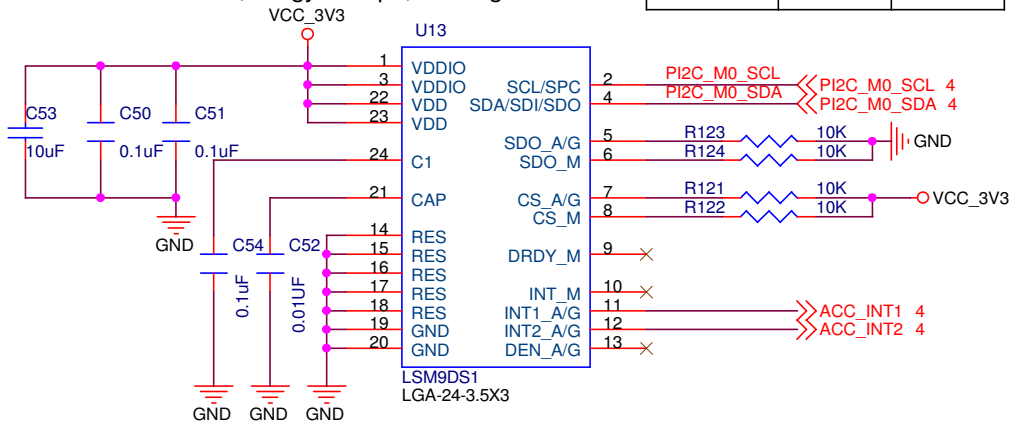 VCC_3V3
U13
1 VDDIO
3 VDDIO
22 VDD
23 VDD
24 C1
21 CAP
14 RES
15 RES
16 RES
17 RES
18 RES
19 GND
20 GND
SCL/SPC 2 PI2C_M0_SCL PI2C_M0_SCL 4
SDA/SDI/SDO 4 PI2C_M0_SDA PI2C_M0_SDA 4
SDO_A/G 5 R123 10K GND
SDO_M 6 R124 10K
CS_A/G 7 R121 10K VCC_3V3
CS_M 8 R122 10K
DRDY_M 9
INT_M 10
INT1_A/G 11 ACC_INT1 4
INT2_A/G 12 ACC_INT2 4
DEN_A/G 13
LSM9DS1
LGA-24-3.5X3
C53 C50 C51
10uF 0.1uF 0.1uF
GND
C54 C52
0.1uF 0.01UF
GND GND GND